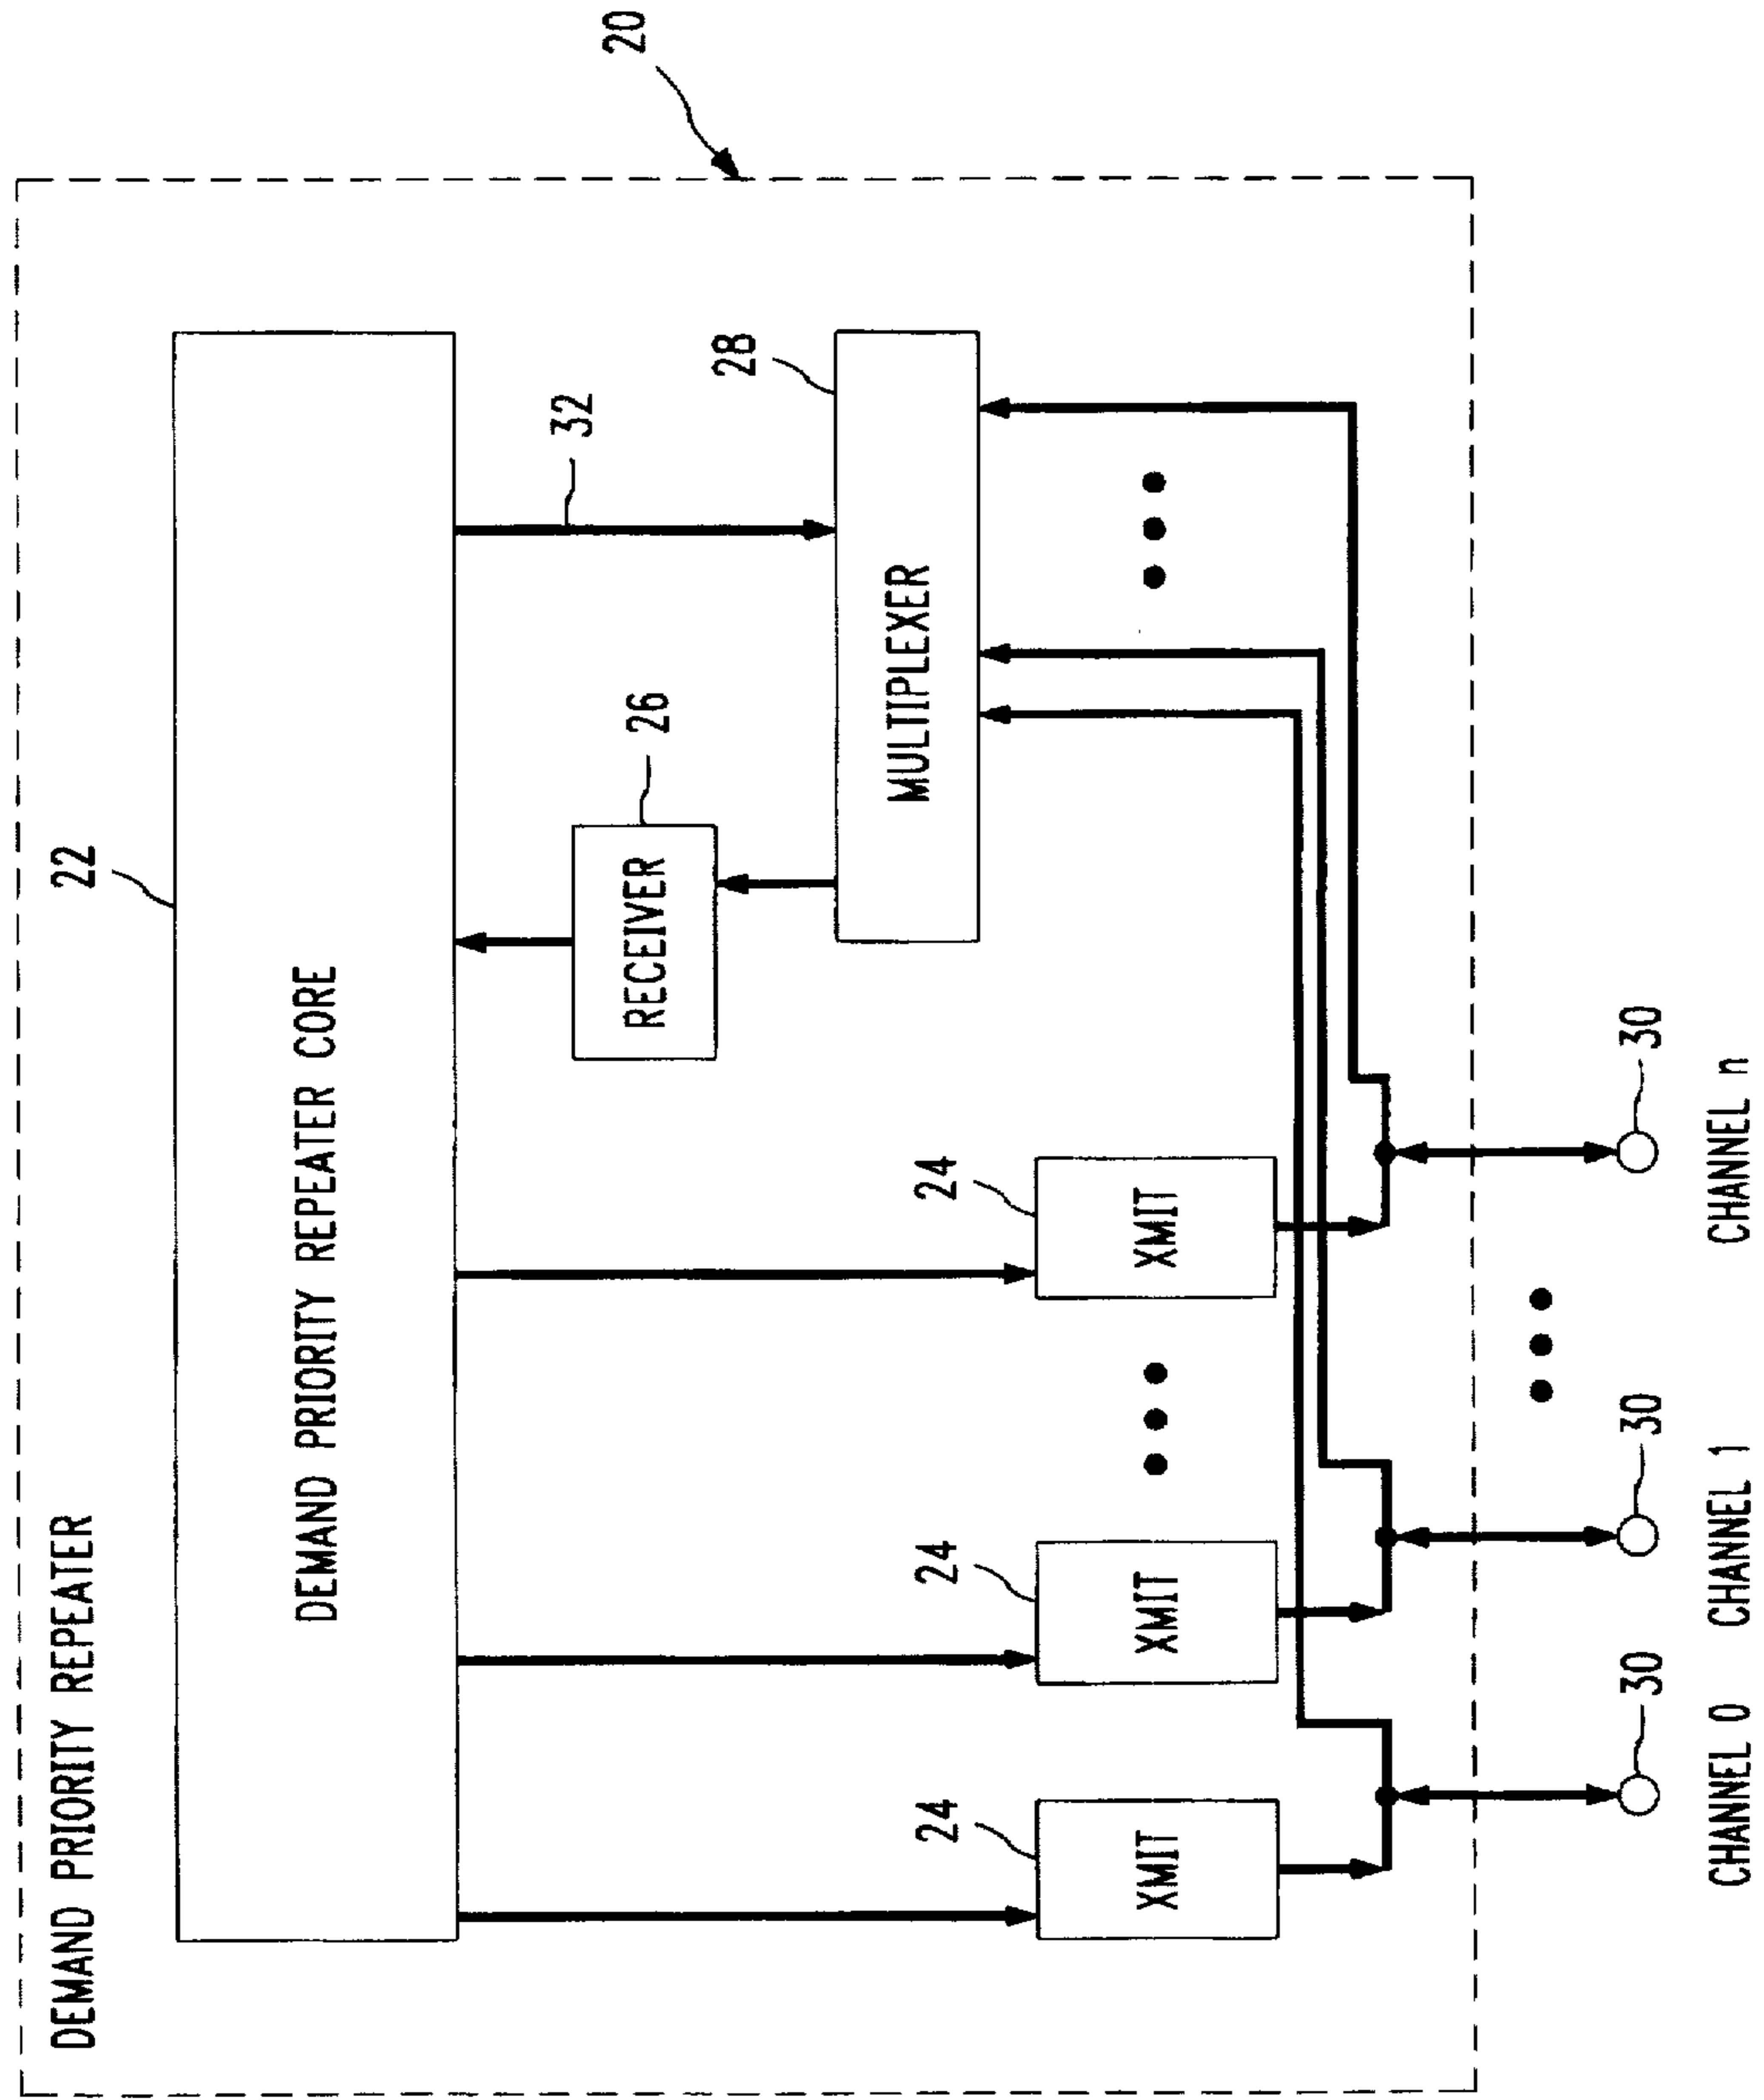 DEMAND PRIORITY REPEATER
22
DEMAND PRIORITY REPEATER CORE
20
32
26
RECEIVER
28
MULTIPLEXER
24
XMIT
24
XMIT
24
XMIT
30
30
30
CHANNEL 0
CHANNEL 1
CHANNEL n